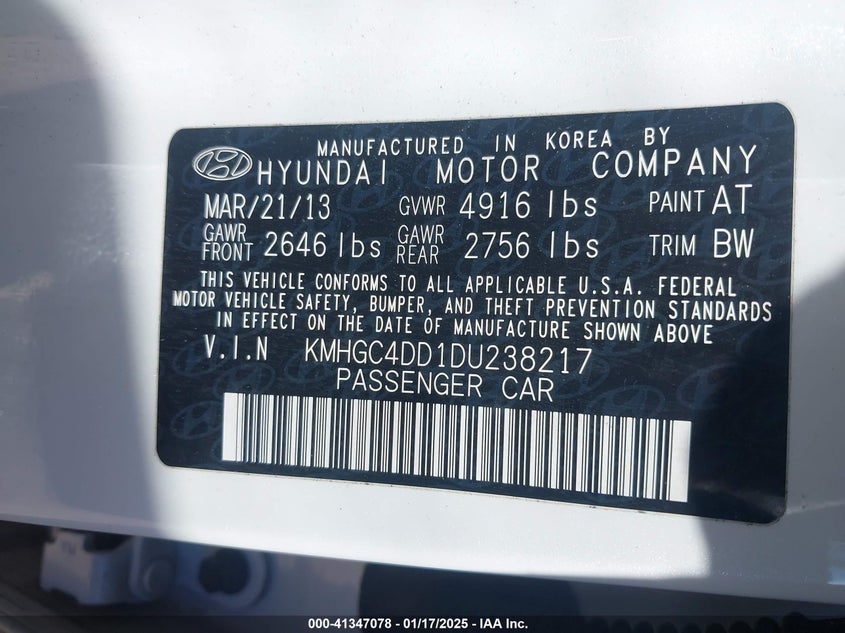 MANUFACTURED IN KOREA BY
HYUNDAI MOTOR COMPANY
MAR/21/13 GVWR 4916 lbs PAINT AT
GAWR FRONT 2646 lbs GAWR REAR 2756 lbs TRIM BW
THIS VEHICLE CONFORMS TO ALL APPLICABLE U.S.A. FEDERAL
MOTOR VEHICLE SAFETY, BUMPER, AND THEFT PREVENTION STANDARDS
IN EFFECT ON THE DATE OF MANUFACTURE SHOWN ABOVE
V.I.N KMHGC4DD1DU238217
PASSENGER CAR
000-41347078 - 01/17/2025 - IAA Inc.